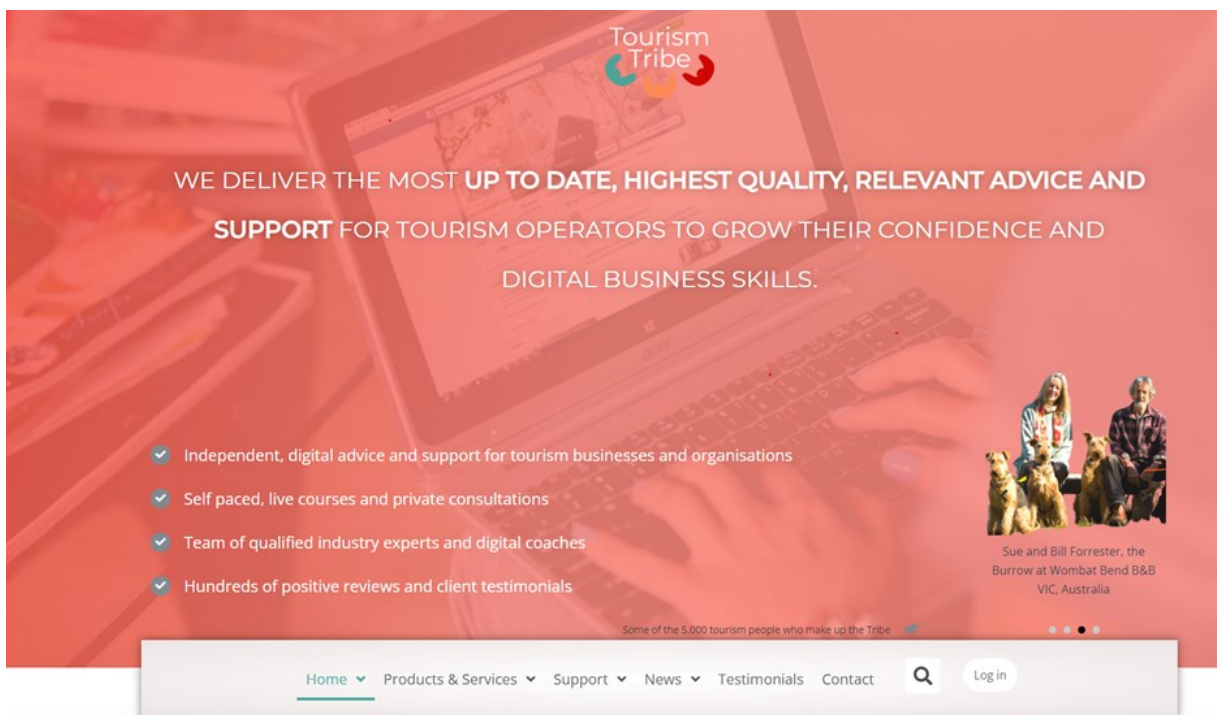 Tourism
Tribe
WE DELIVER THE MOST UP TO DATE, HIGHEST QUALITY, RELEVANT ADVICE AND
SUPPORT FOR TOURISM OPERATORS TO GROW THEIR CONFIDENCE AND
DIGITAL BUSINESS SKILLS.
Independent, digital advice and support for tourism businesses and organisations
Self paced, live courses and private consultations
Team of qualified industry experts and digital coaches
Hundreds of positive reviews and client testimonials
Sue and Bill Forrester, the
Burrow at Wombat Bend B&B
VIC, Australia
Some of the 5,000 tourism people who make up the Tribe
Home Products & Services Support News Testimonials Contact Log in